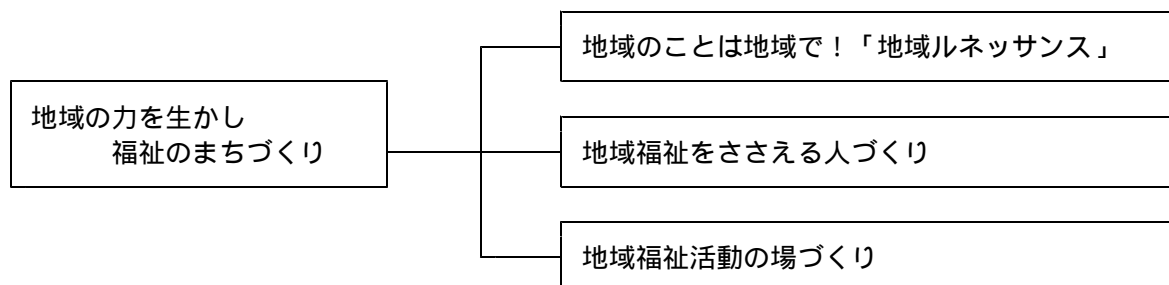 地域のことは地域で！「地域ルネッサンス」
地域の力を生かし
福祉のまちづくり
地域福祉をささえる人づくり
地域福祉活動の場づくり